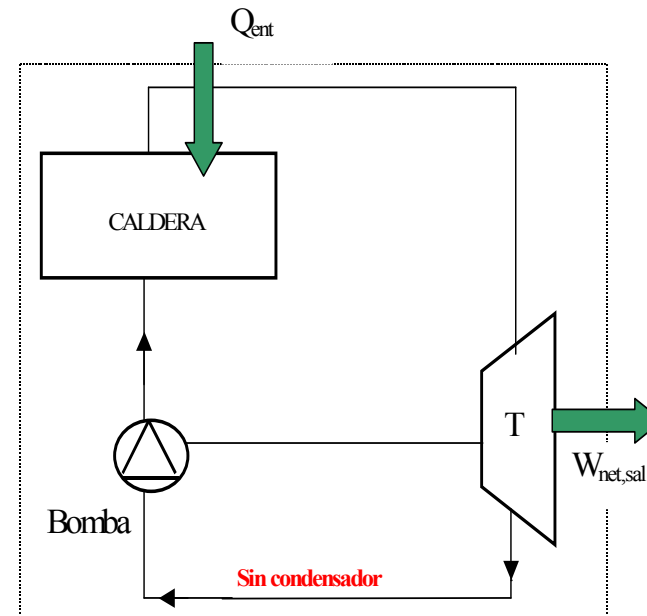 Qent
CALDERA
T
Wnet,sal
Bomba
Sin condensador